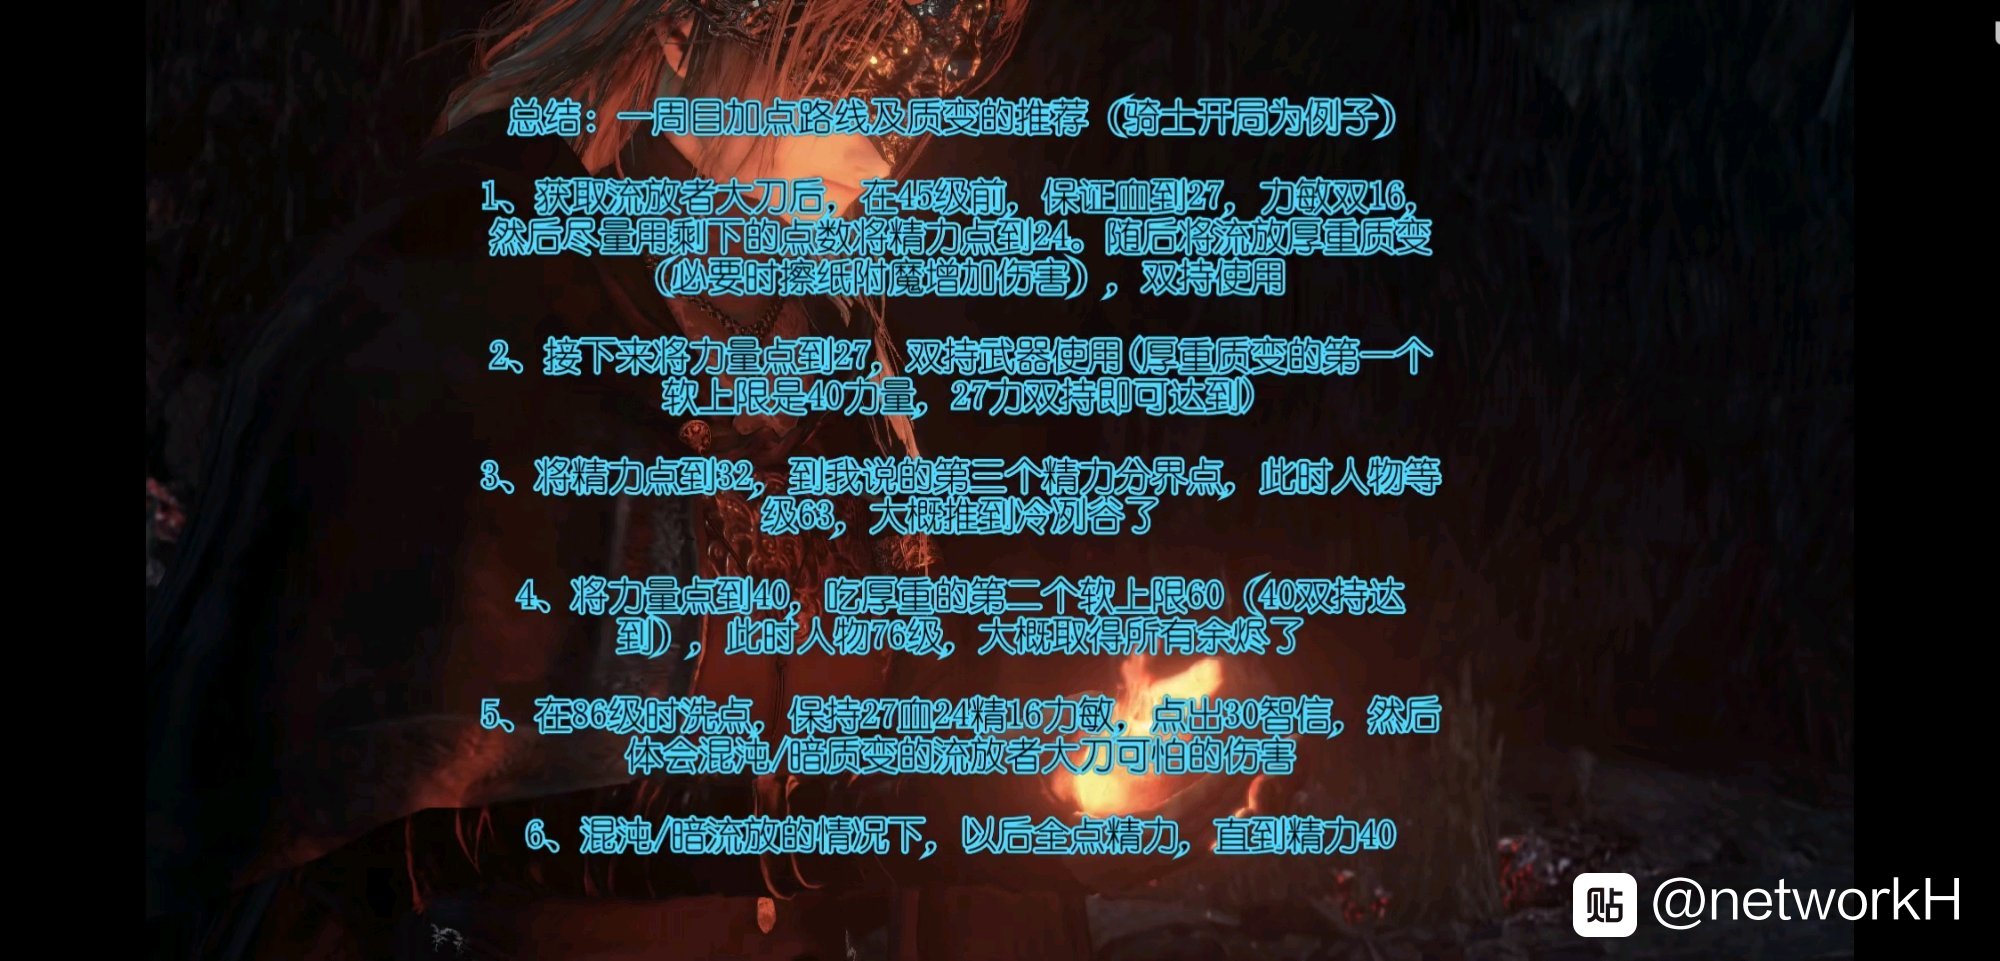 总结：一周目加点路线及质变的推荐（骑士开局为例子）
1、获取流放者大刀后，在45级前，保证血到27，力敏双16，
然后尽量用剩下的点数将精力点到24。随后将流放厚重质变
（必要时擦纸附魔增加伤害），双持使用
2、接下来将力量点到27，双持武器使用(厚重质变的第一个
软上限是40力量，27力双持即可达到)
3、将精力点到32，到我说的第三个精力分界点，此时人物等
级63，大概推到冷冽谷了
4、将力量点到40，吃厚重的第二个软上限60（40双持达
到），此时人物76级，大概取得所有余烬了
5、在86级时洗点，保持27血24精16力敏，点出30智信，然后
体会混沌/暗质变的流放者大刀可怕的伤害
6、混沌/暗流放的情况下，以后全点精力，直到精力40
贴 @networkH